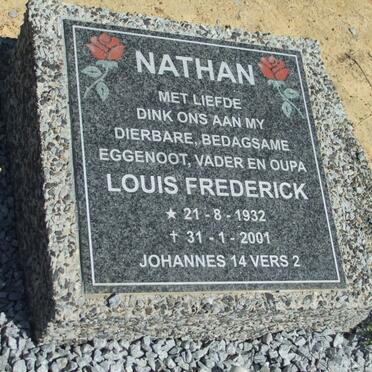 NATHAN
MET LIEFDE
DINK ONS AAN MY
DIERBARE, BEDAGSAME
EGGENOOT, VADER EN OUPA
LOUIS FREDERICK
★ 21 - 8 - 1932
† 31 - 1 - 2001
JOHANNES 14 VERS 2